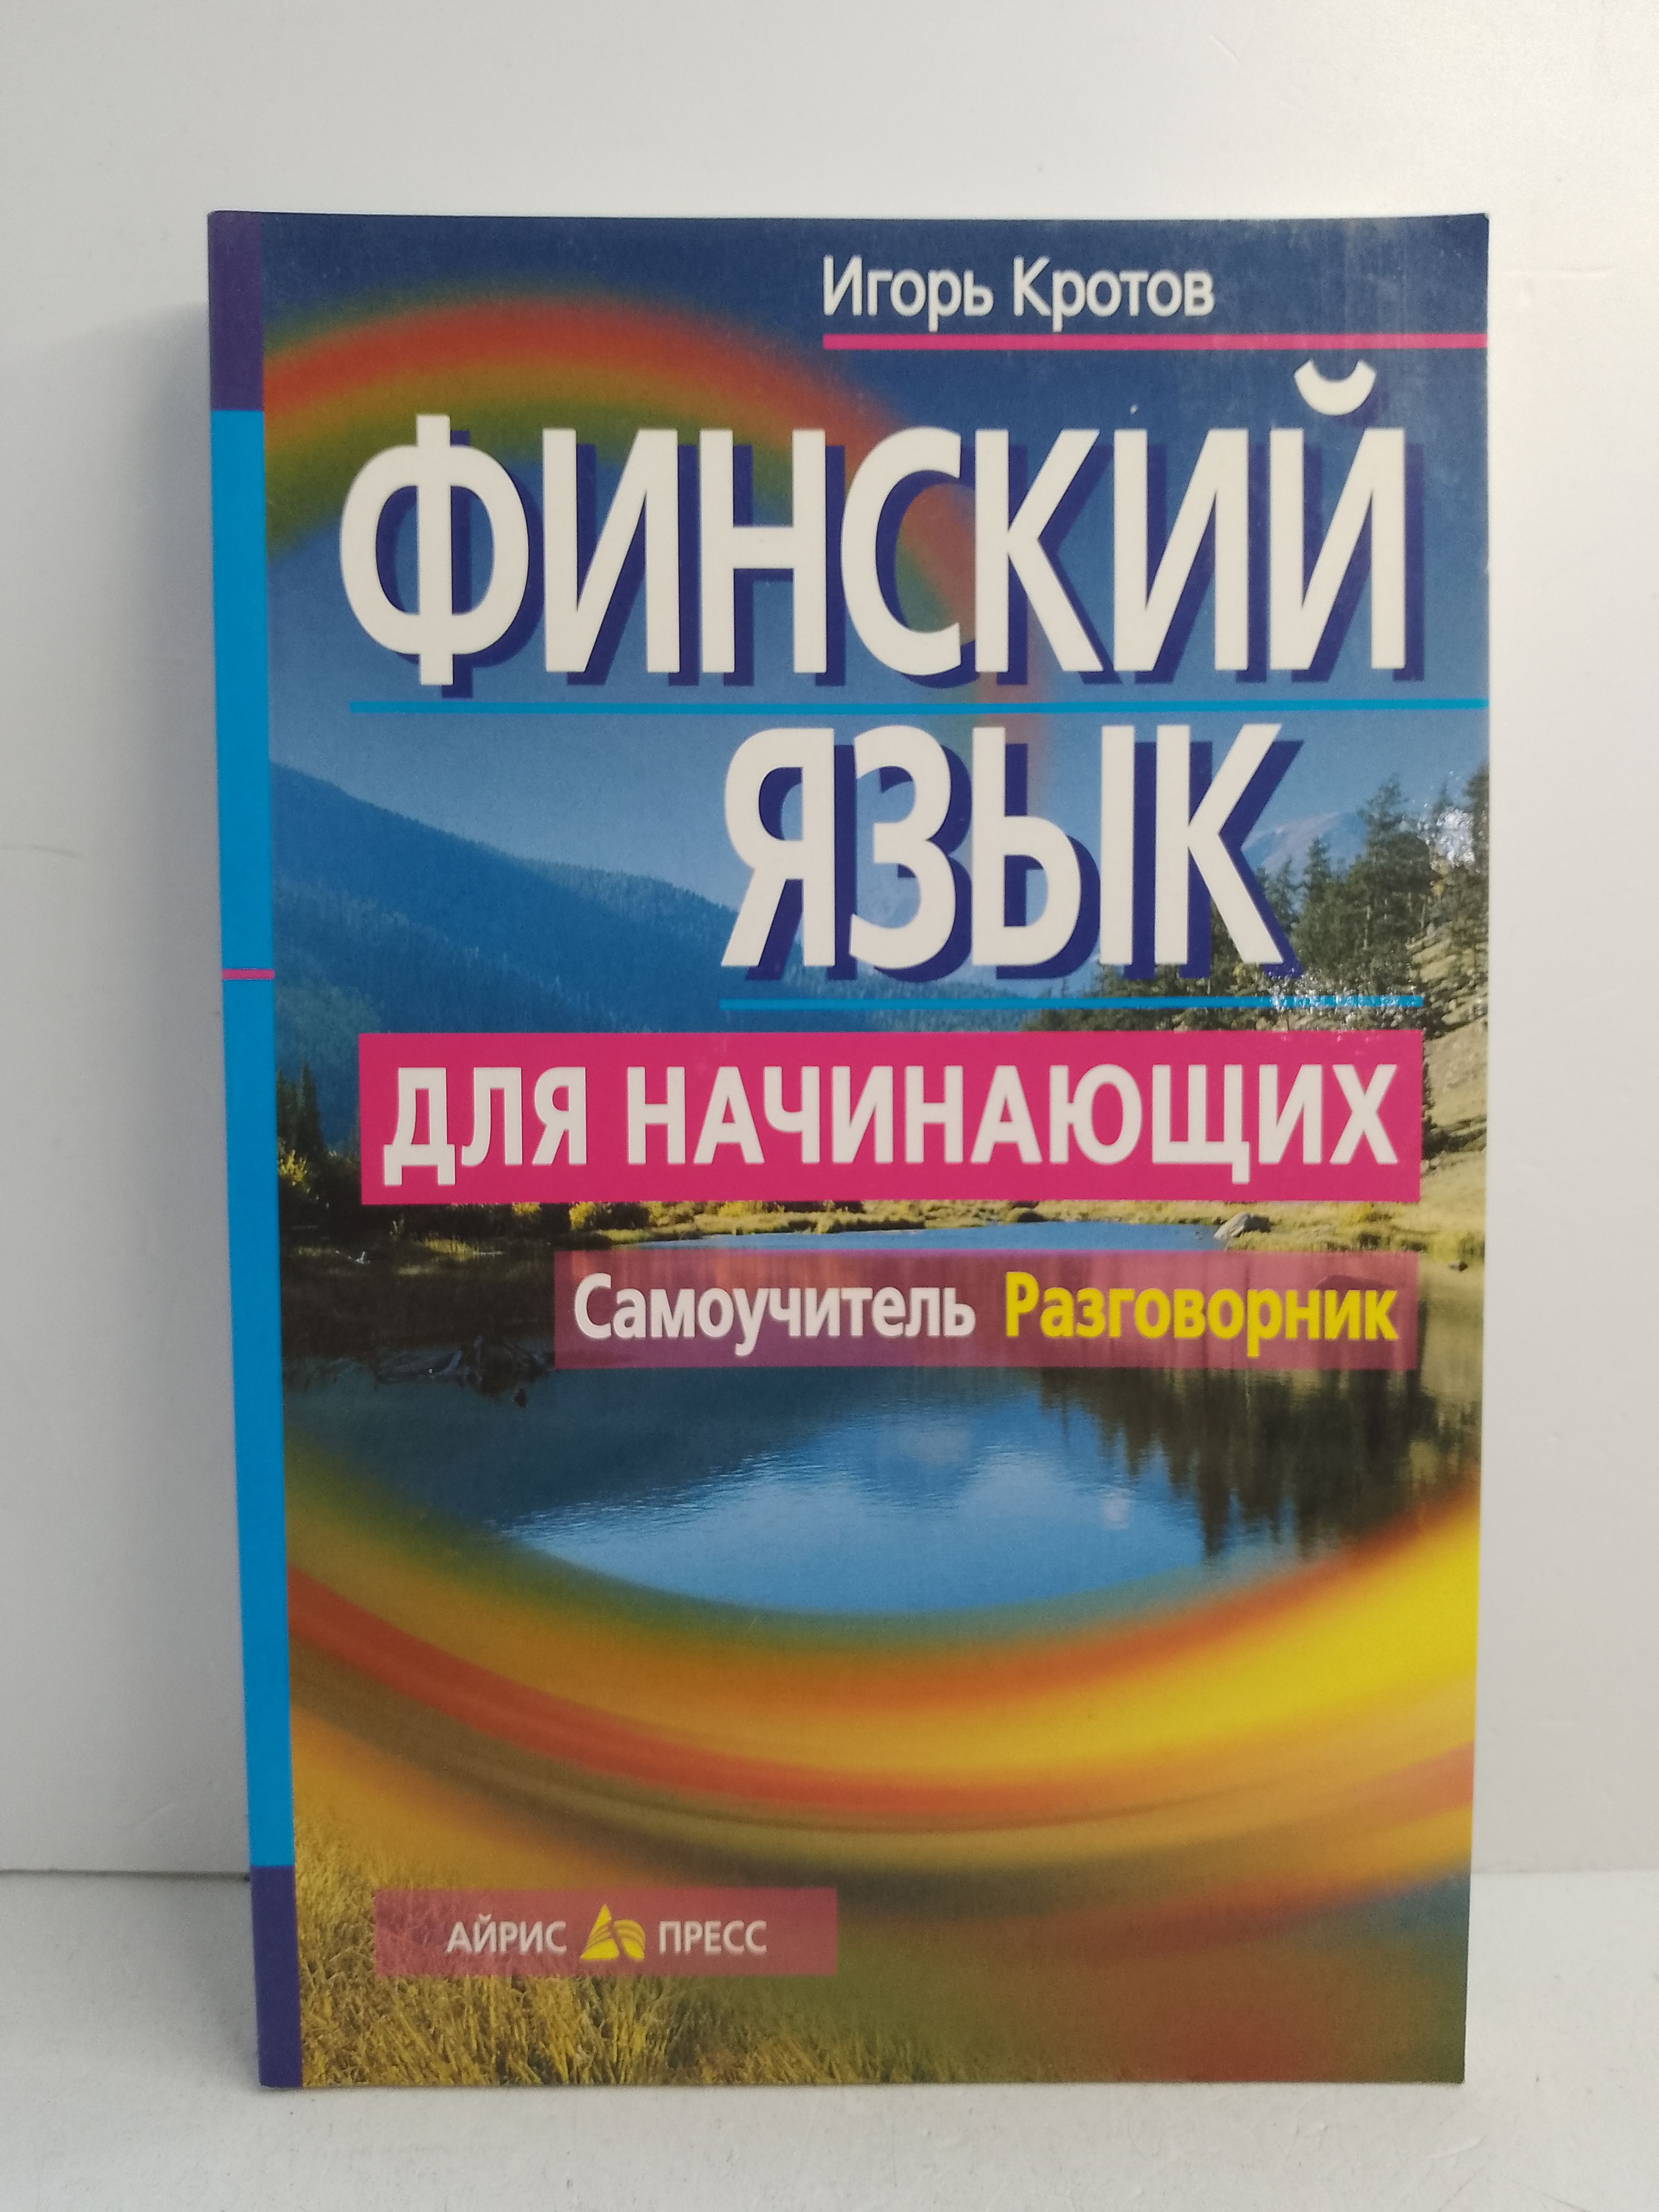 Игорь Кротов
ФИНСКИЙ
ЯЗЫК
ДЛЯ НАЧИНАЮЩИХ
Самоучитель Разговорник
АЙРИС ПРЕСС